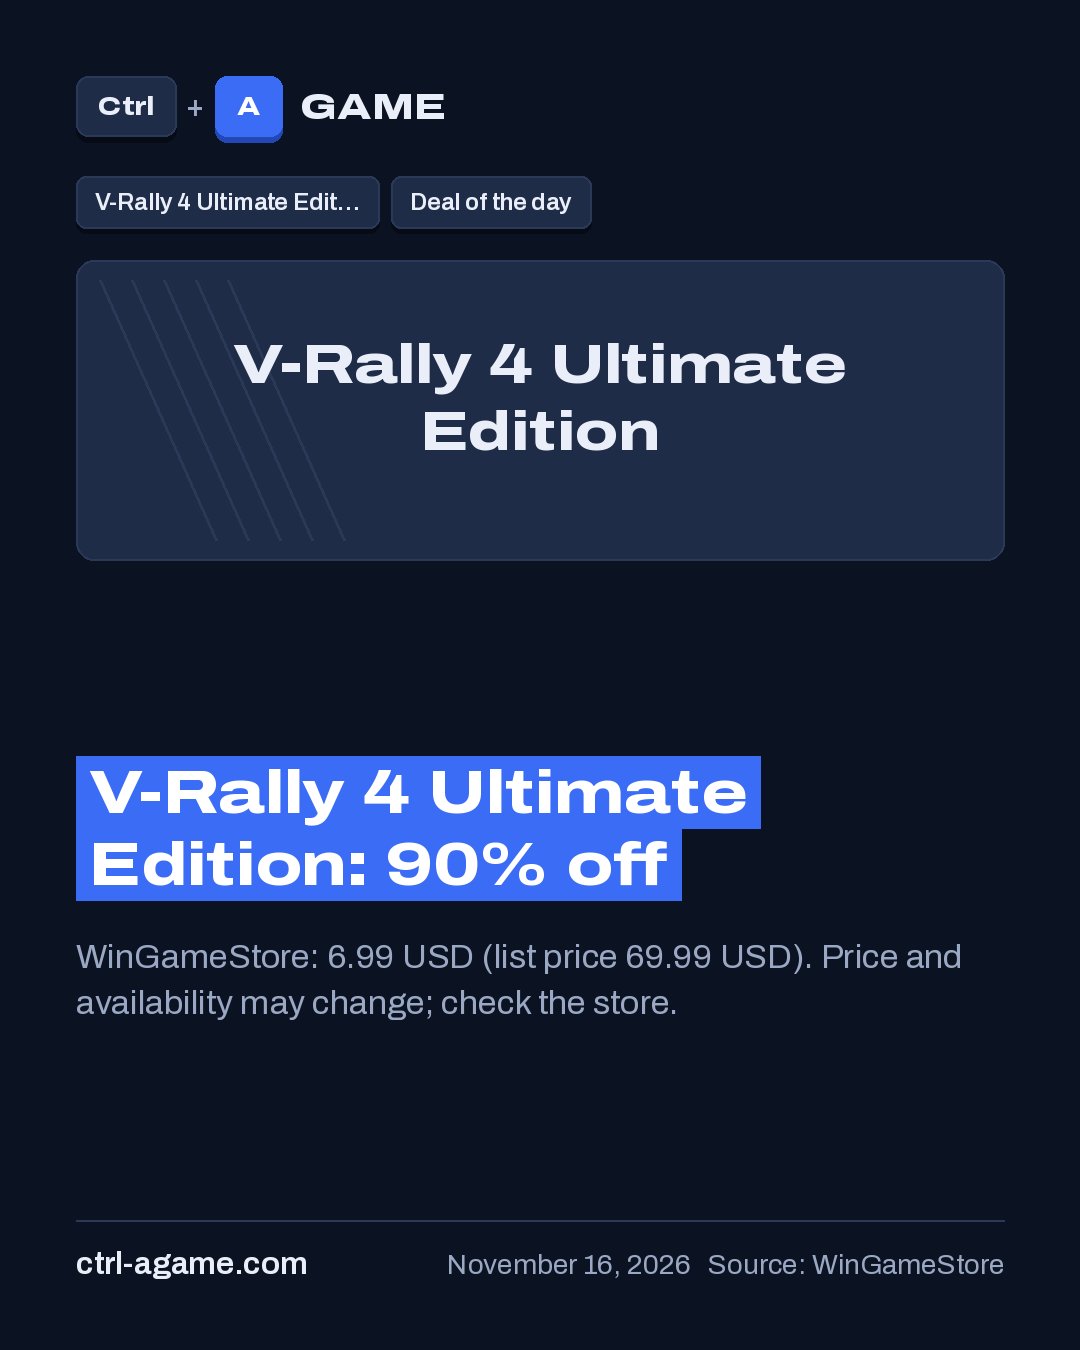 Ctrl + A GAME
V-Rally 4 Ultimate Edit... Deal of the day
V-Rally 4 Ultimate
Edition
V-Rally 4 Ultimate
Edition: 90% off
WinGameStore: 6.99 USD (list price 69.99 USD). Price and
availability may change; check the store.
ctrl-agame.com November 16, 2026 Source: WinGameStore